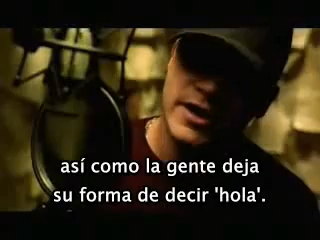 así como la gente deja
su forma de decir 'hola'.